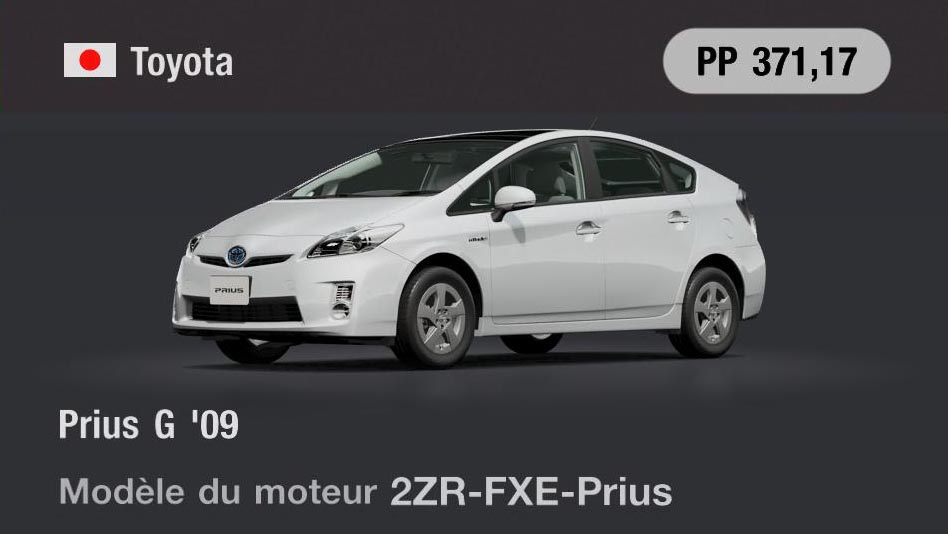 Toyota
PP 371,17
PRIUS
Prius G '09
Modèle du moteur 2ZR-FXE-Prius